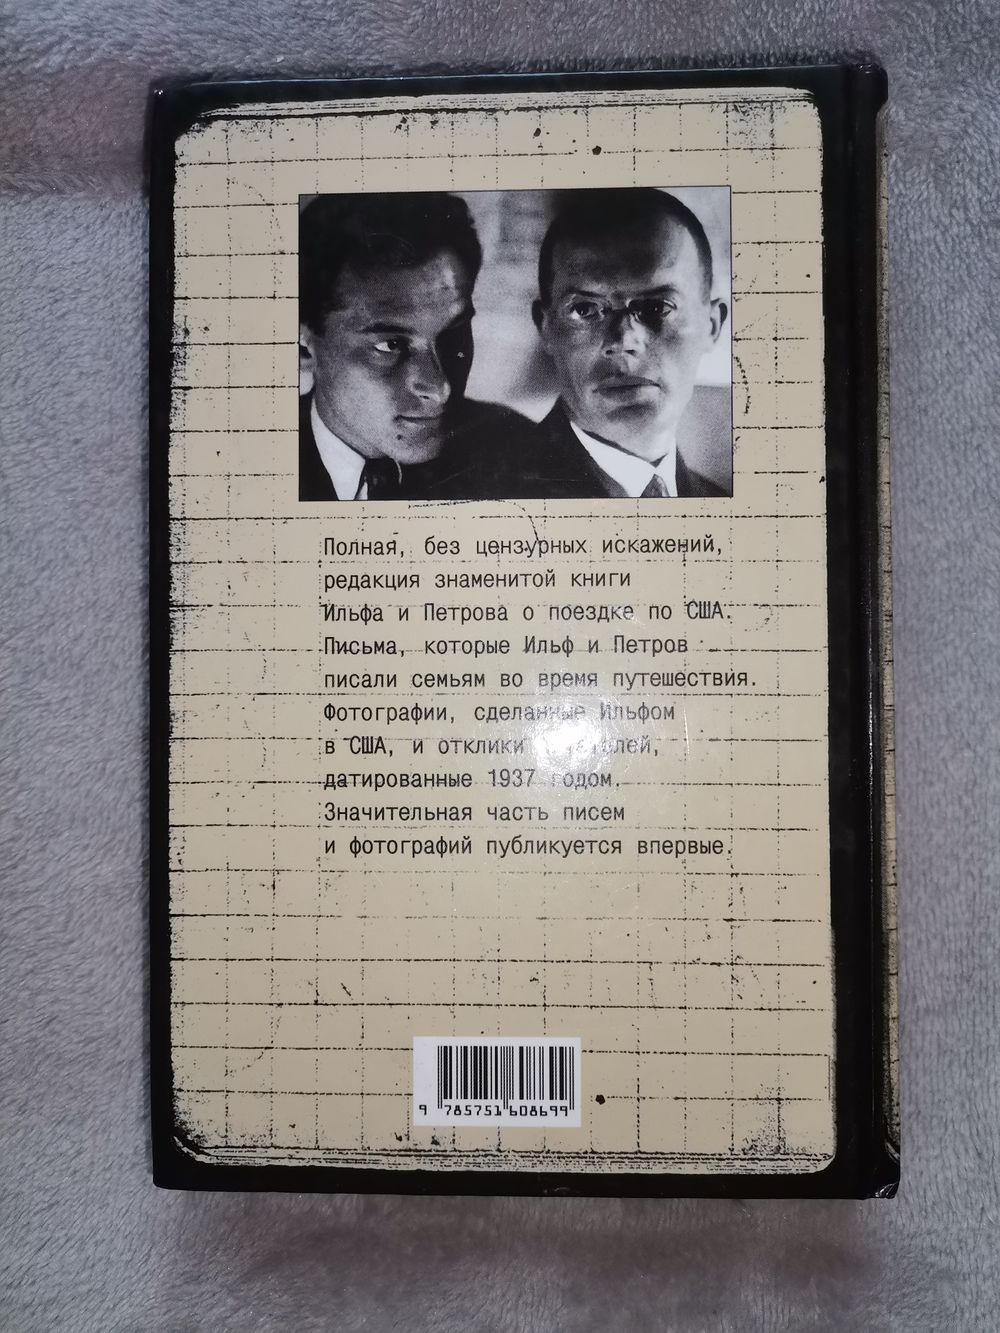 Полная, без цензурных искажений,
редакция знаменитой книги
Ильфа и Петрова о поездке по США.
Письма, которые Ильф и Петров
писали семьям во время путешествия.
Фотографии, сделанные Ильфом
в США, и отклики
датированные 1937 годом.
Значительная часть писем
и фотографий публикуется впервые.
9 785751 608699